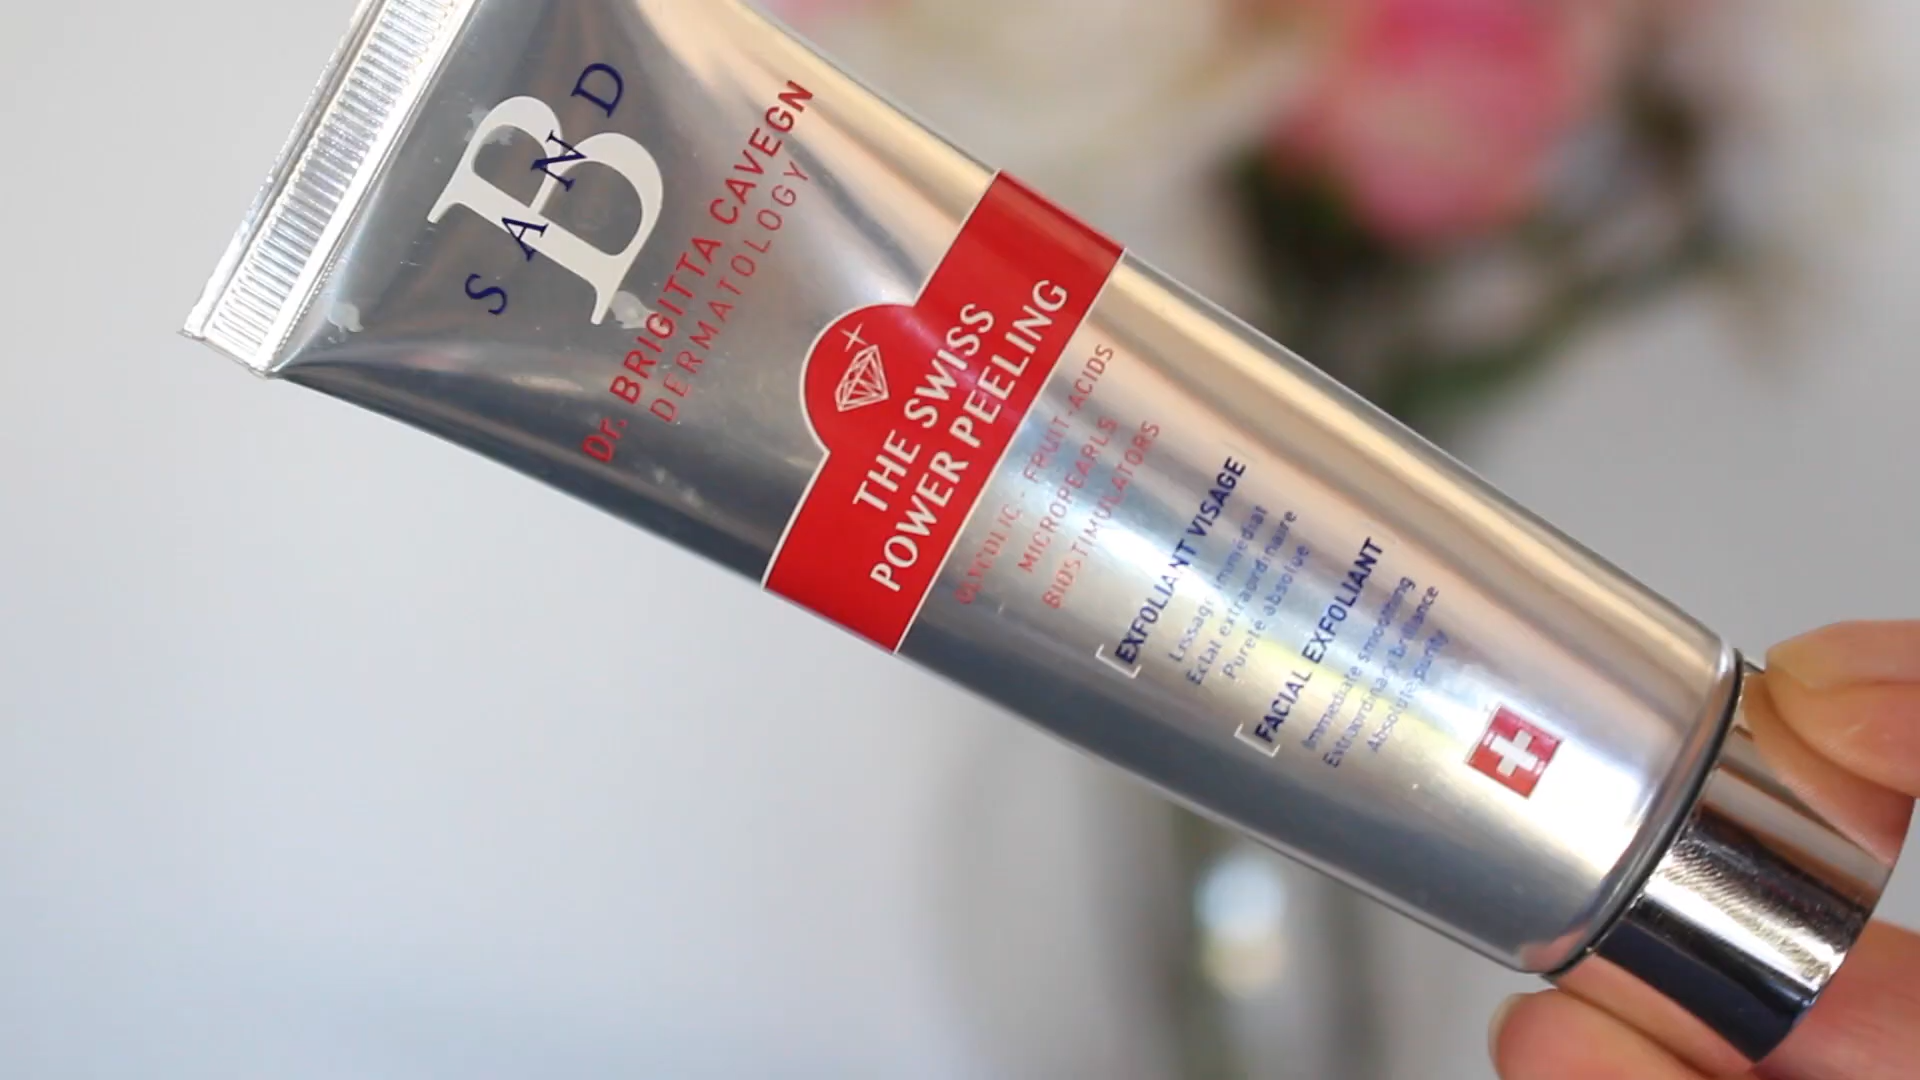 B
SAND
Dr. BRIGITTA CAVEGN
DERMATOLOGY
THE SWISS
POWER PEELING
GLYCOLIC - FRUIT-ACIDS
MICROPEARLS
BIOSTIMULATORS
[EXFOLIANT VISAGE
Lissage immédiat
Éclat extraordinaire
Pureté absolue
[FACIAL EXFOLIANT
Immediate smoothing
Extraordinary brilliance
Absolute purity